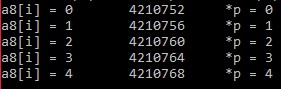 a8[i] = 0 4210752 *p = 0
a8[i] = 1 4210756 *p = 1
a8[i] = 2 4210760 *p = 2
a8[i] = 3 4210764 *p = 3
a8[i] = 4 4210768 *p = 4